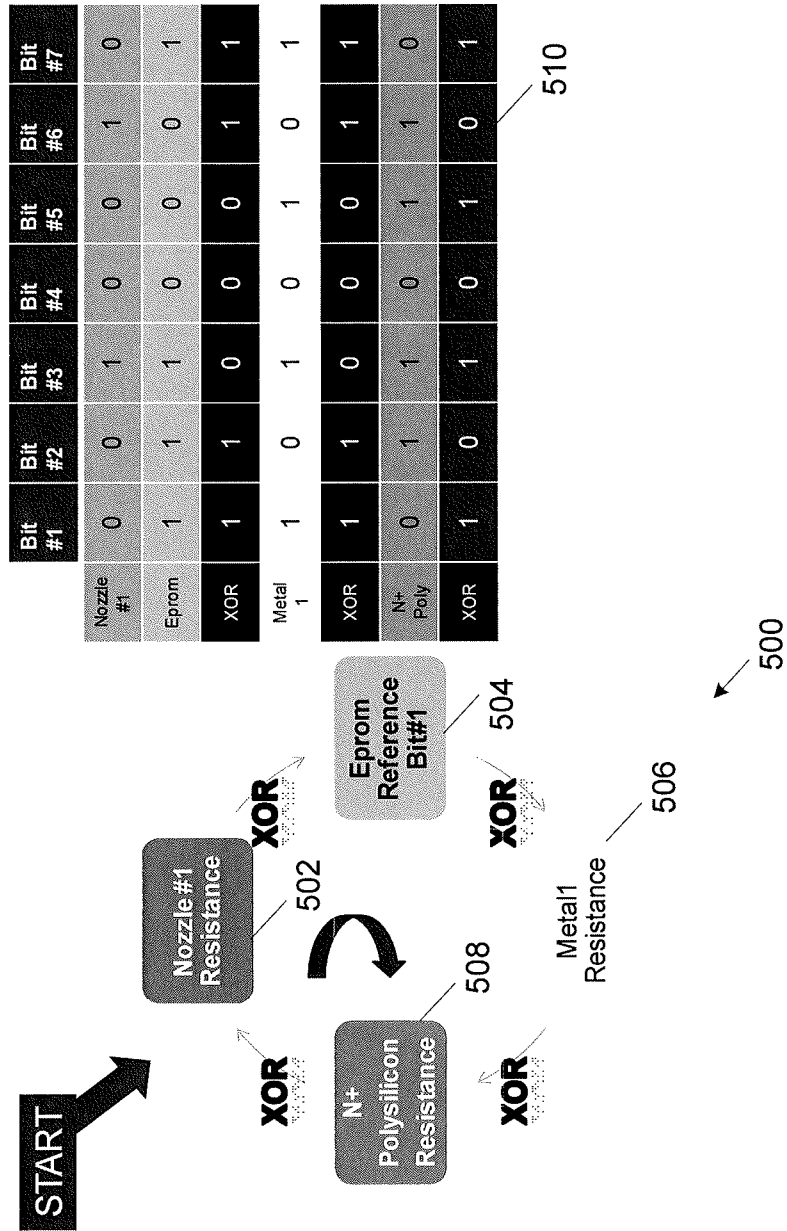 START
Nozzle #1
Resistance
502
XOR
Eprom
Reference
Bit#1
504
XOR
Metal1
Resistance
506
XOR
N+
Polysilicon
Resistance
508
XOR
500
Bit #1 Bit #2 Bit #3 Bit #4 Bit #5 Bit #6 Bit #7
Nozzle #1 0 0 1 0 0 1 0
Eprom 1 1 1 0 0 0 1
XOR 1 1 0 0 0 1 1
Metal 1 1 0 1 0 1 0 1
XOR 1 1 0 0 0 1 1
N+ Poly 0 1 1 0 1 1 0
XOR 1 0 1 0 1 0 1
510